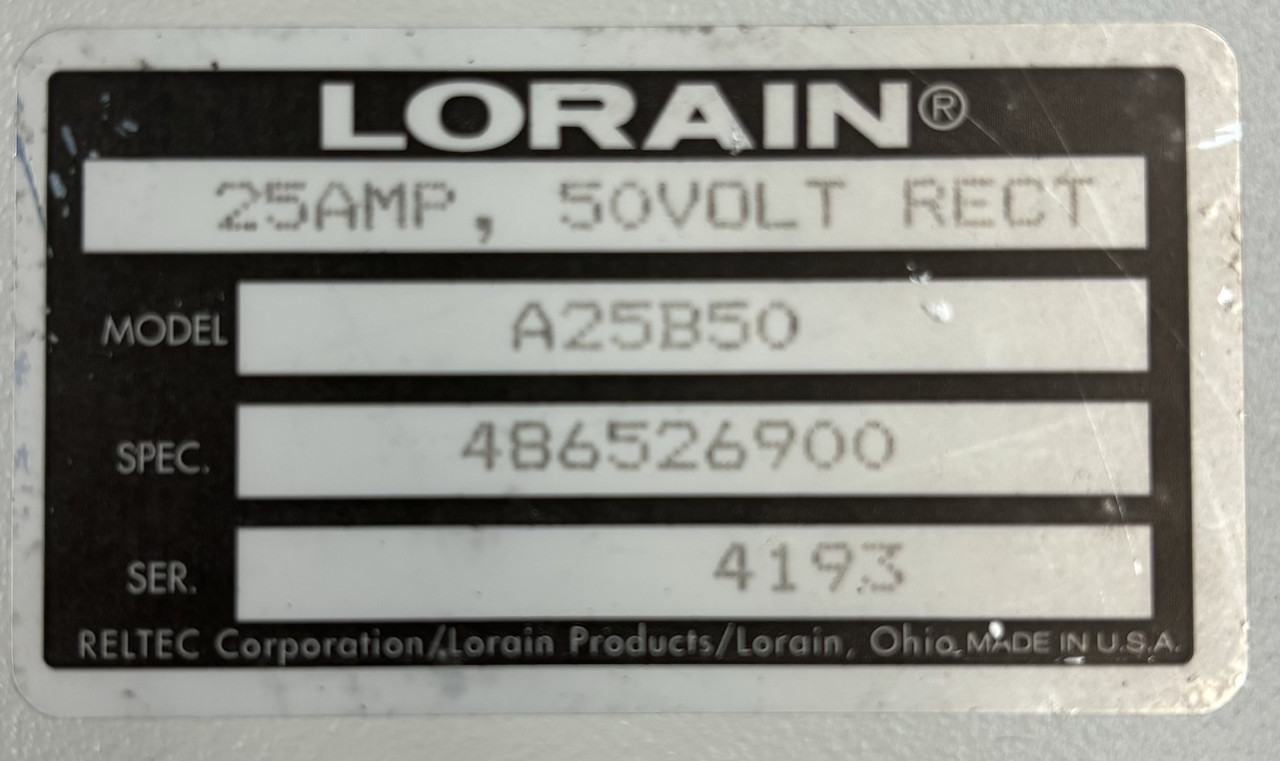 LORAIN®
25AMP, 50VOLT RECT
MODEL A25B50
SPEC. 486526900
SER. 4193
RELTEC Corporation/Lorain Products/Lorain, Ohio. MADE IN U.S.A.